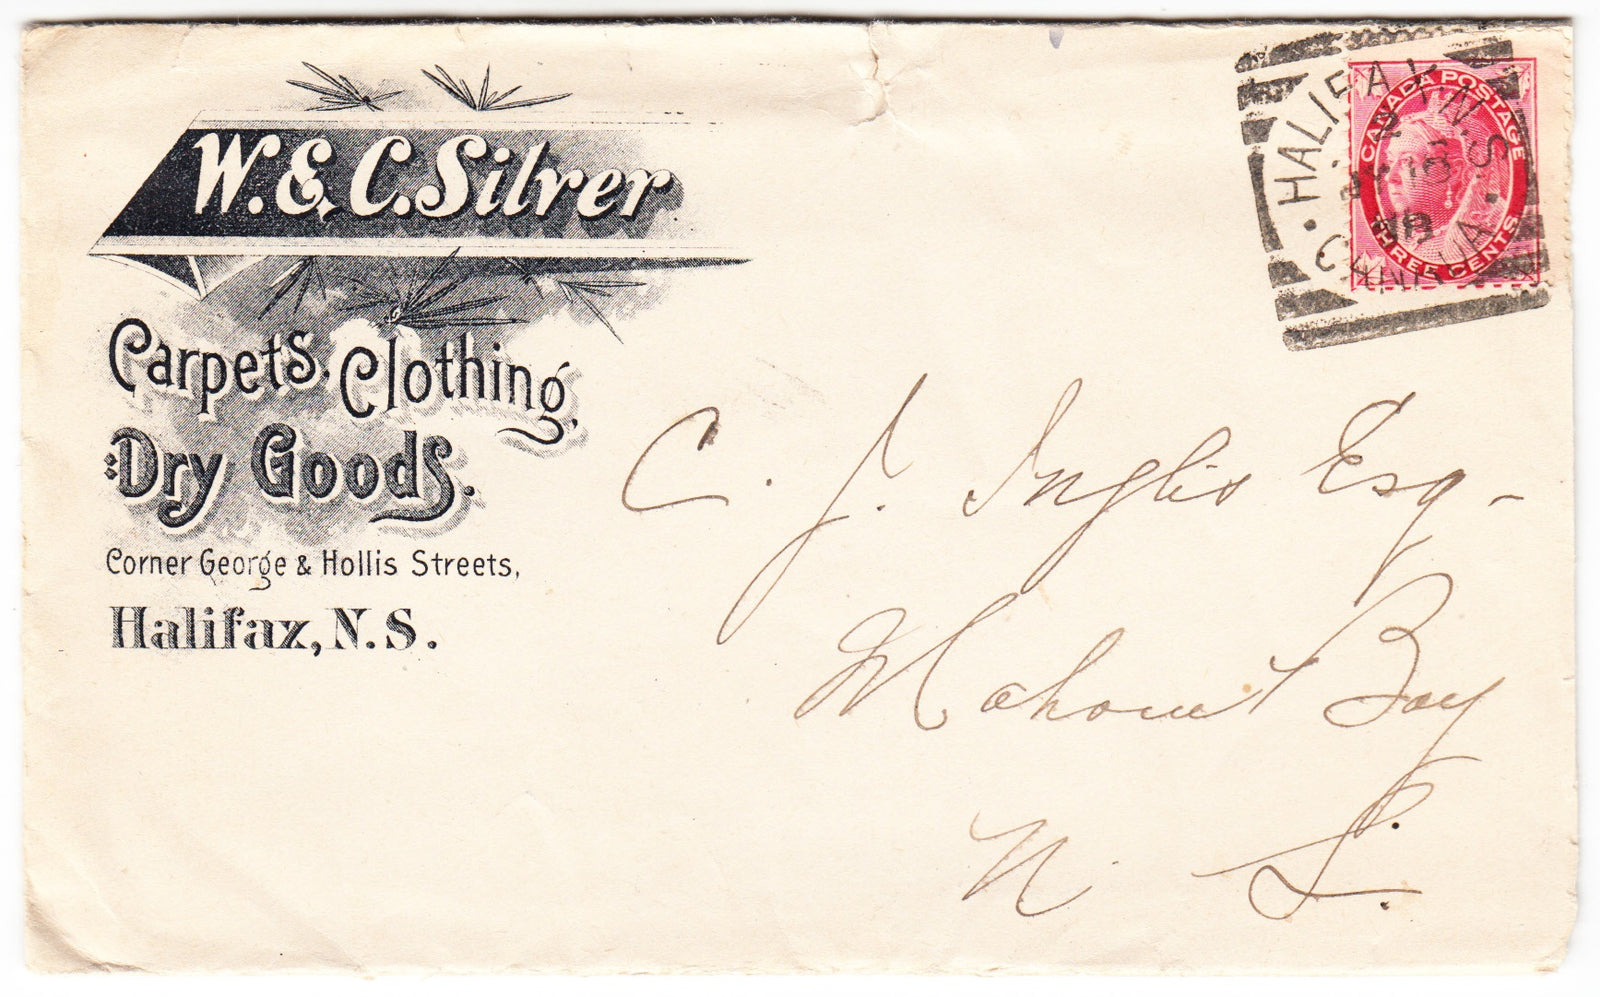 W. & C. Silver
Carpets, Clothing,
Dry Goods.
Corner George & Hollis Streets,
Halifax, N.S.
HALIFAX, N.S.
CANADA
CANADA POSTAGE
THREE CENTS
C. J. Inglis Esq -
Mahone Bay
N. S.